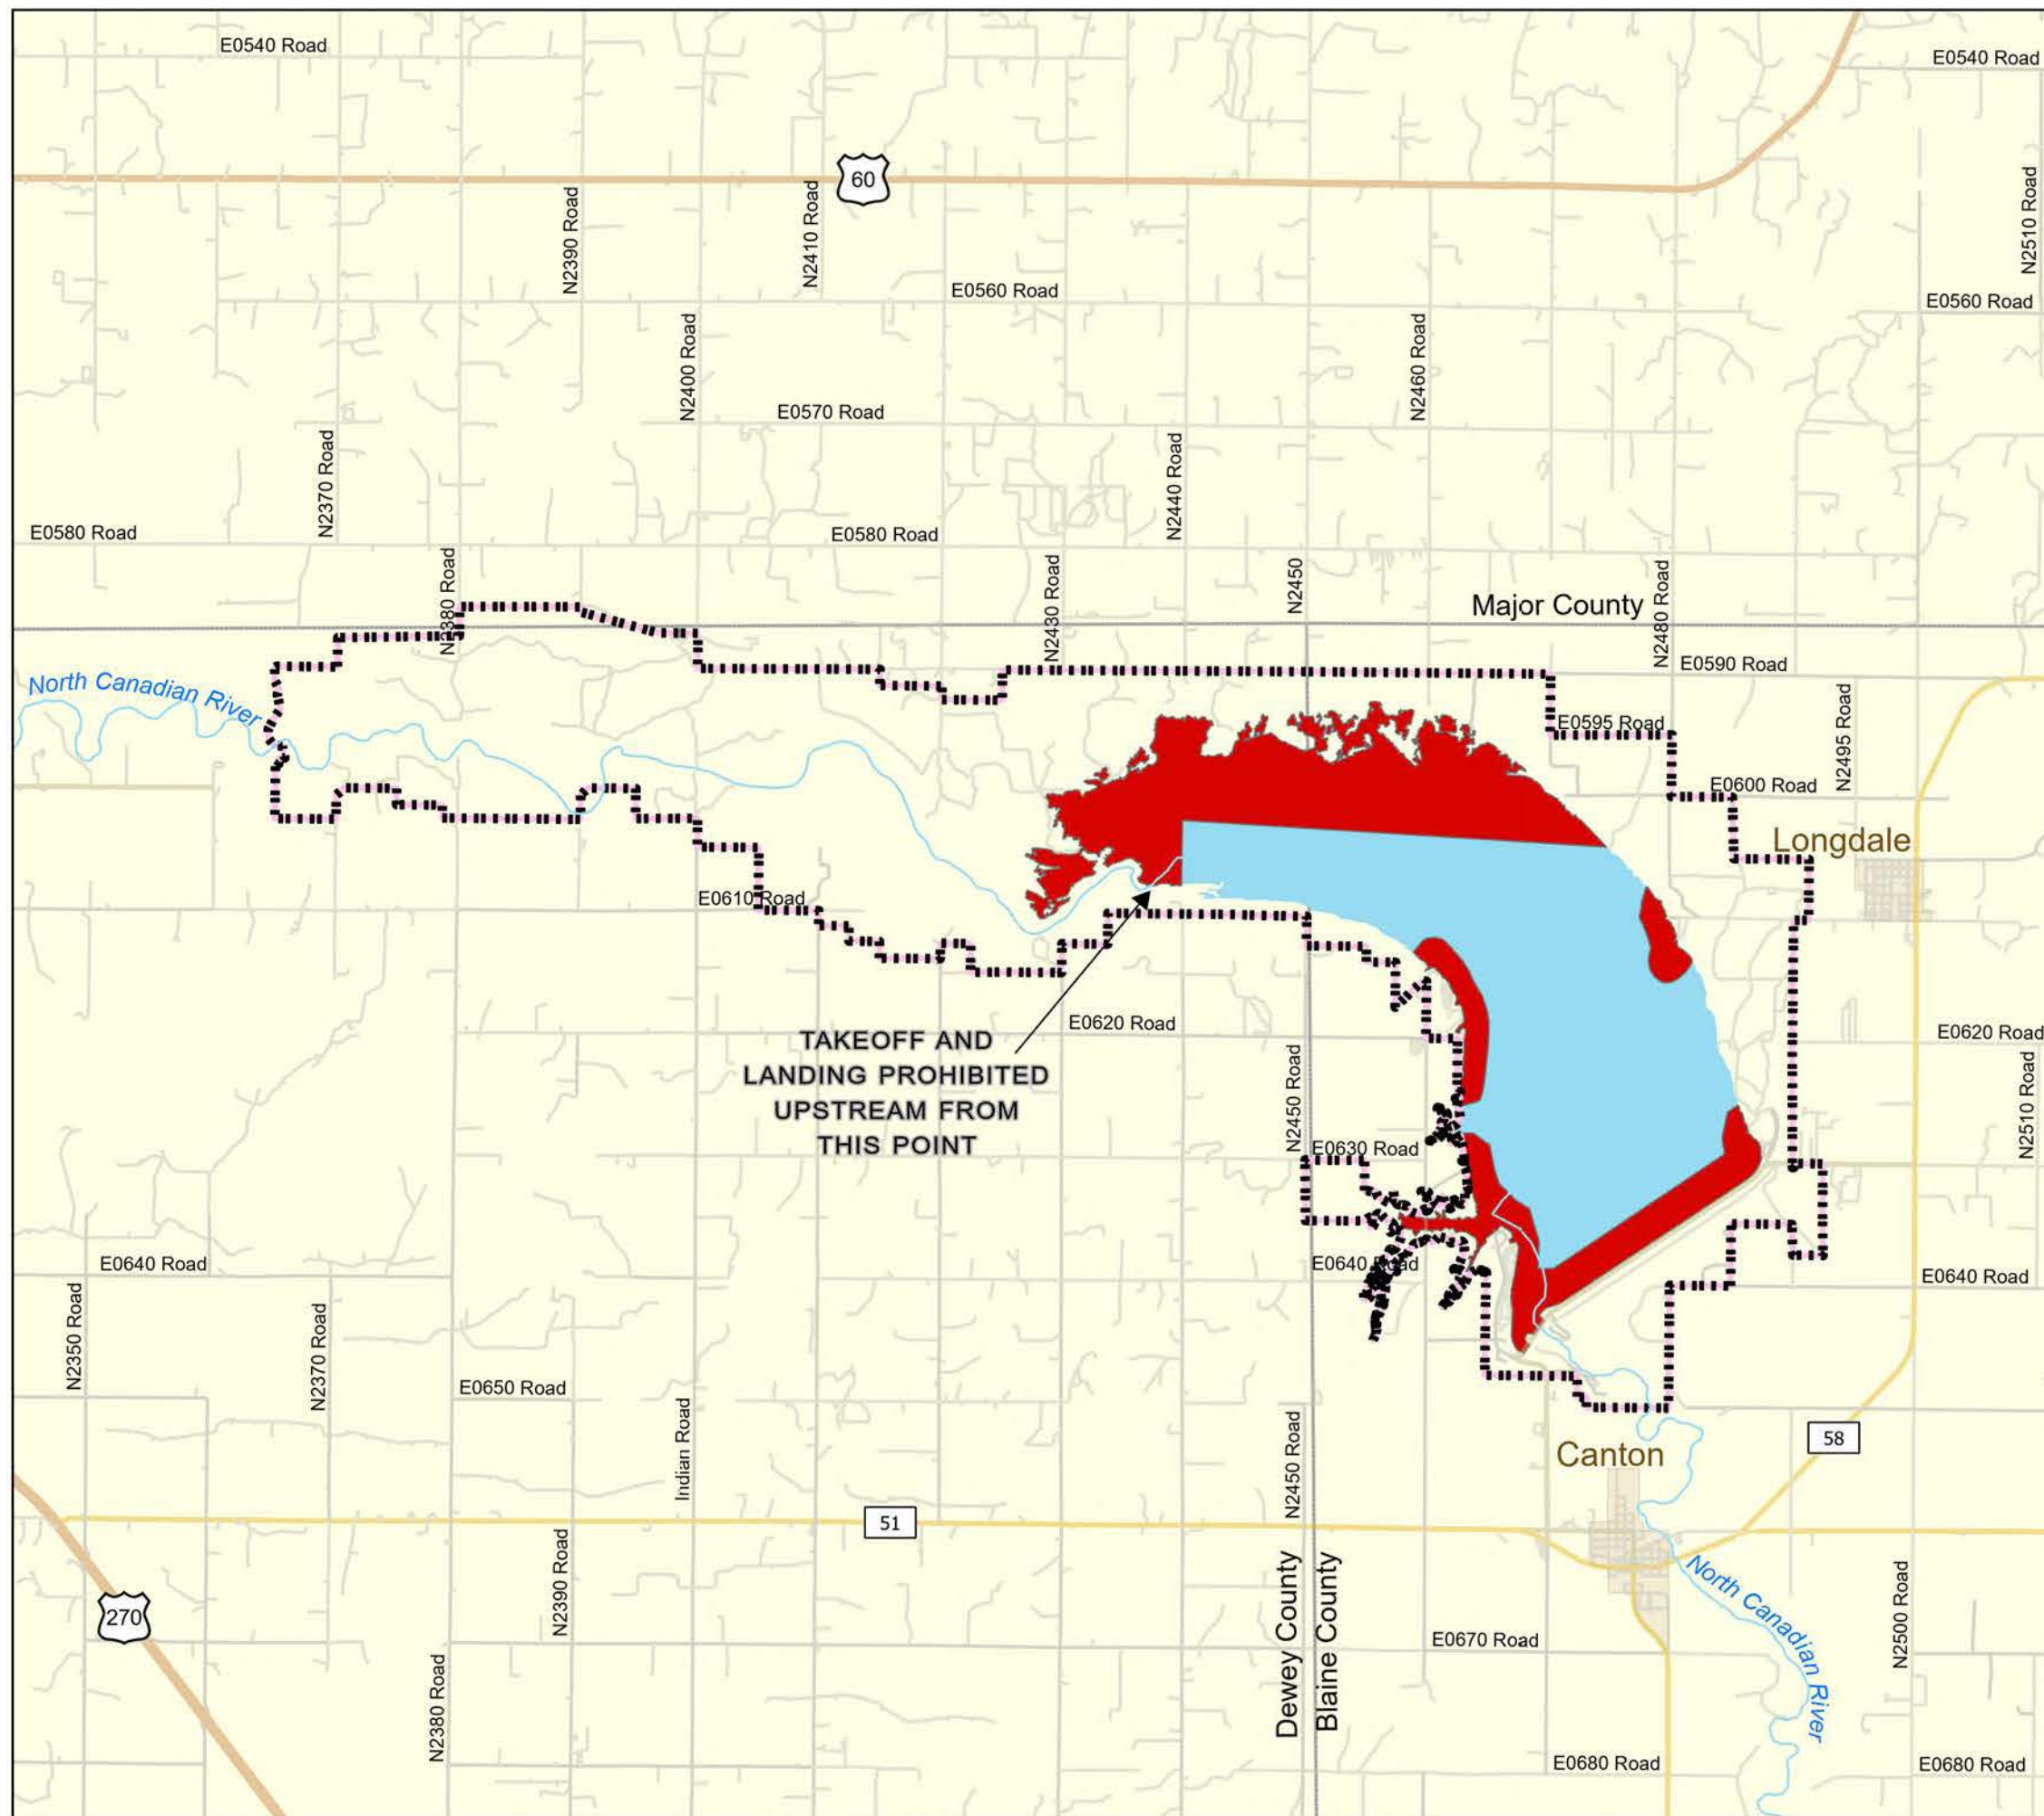 E0540 Road
E0540 Road
60
N2390 Road
N2410 Road
N2510 Road
E0560 Road
E0560 Road
N2400 Road
N2460 Road
E0570 Road
N2370 Road
N2440 Road
E0580 Road
E0580 Road
N2380 Road
N2430 Road
N2450
Major County
N2480 Road
E0590 Road
North Canadian River
E0595 Road
N2495 Road
E0600 Road
Longdale
E0610 Road
TAKEOFF AND
LANDING PROHIBITED
UPSTREAM FROM
THIS POINT
E0620 Road
E0620 Road
N2450 Road
N2510 Road
E0630 Road
E0640 Road
E0640 Road
E0640 Road
N2350 Road
N2370 Road
E0650 Road
Indian Road
N2450 Road
58
Canton
51
N2390 Road
Dewey County
Blaine County
North Canadian River
N2500 Road
270
E0670 Road
N2380 Road
E0680 Road
E0680 Road